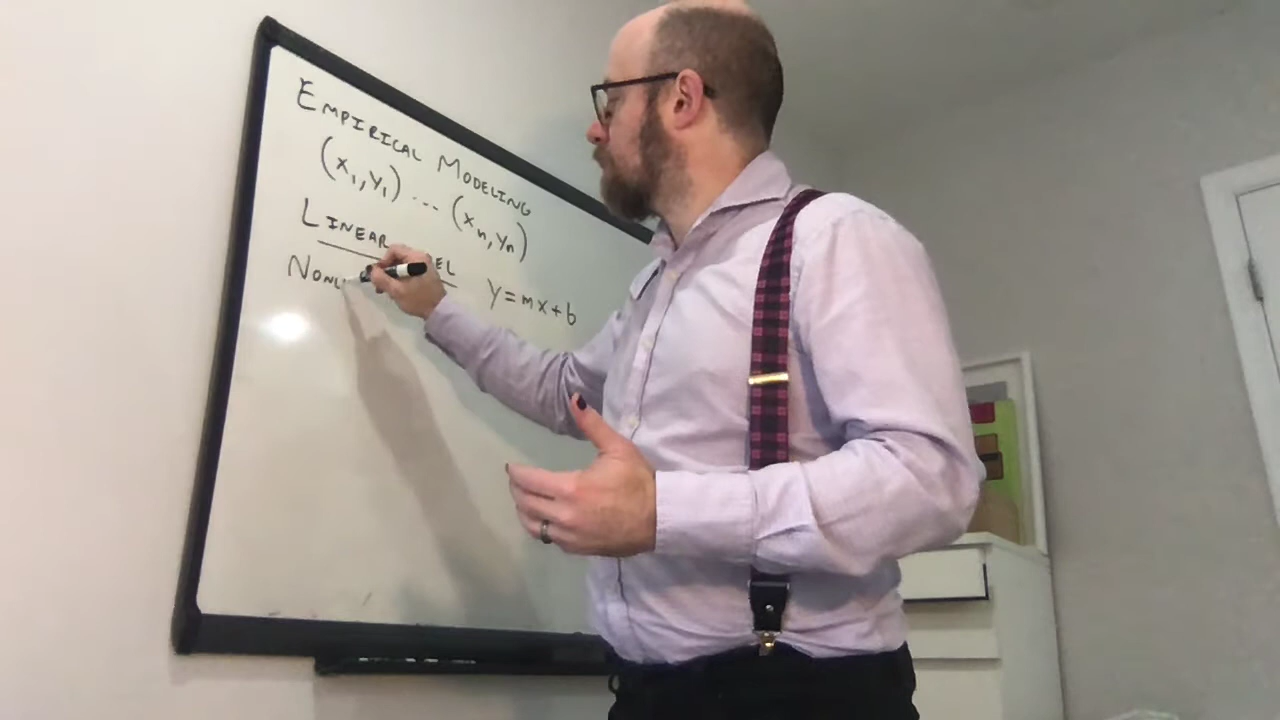 EMPIRICAL MODELING
(x₁,y₁) ... (xₙ,yₙ)
LINEAR
y=mx+b